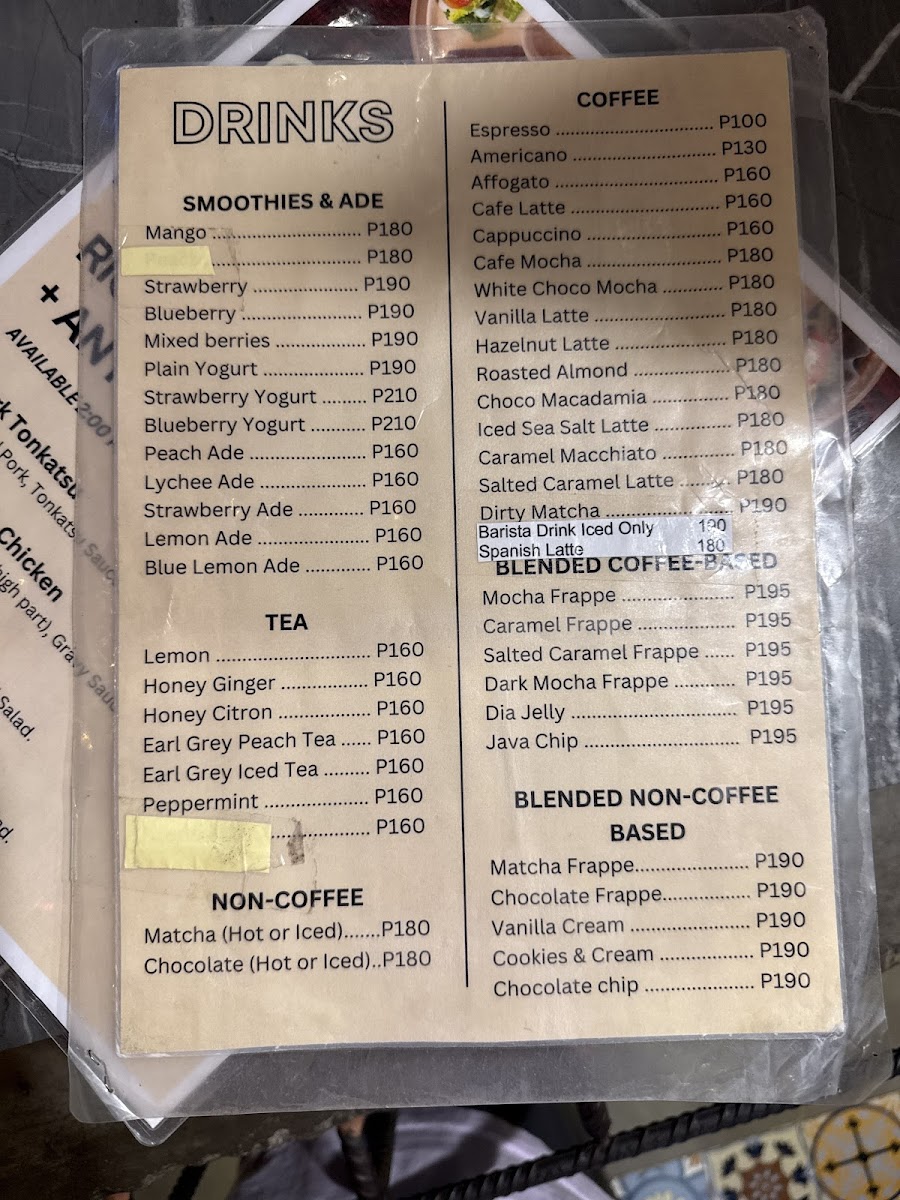 DRINKS
SMOOTHIES & ADE
Mango .............................. P180
.............................. P180
Strawberry ..................... P190
Blueberry ......................... P190
Mixed berries .................. P190
Plain Yogurt ..................... P190
Strawberry Yogurt ......... P210
Blueberry Yogurt ........... P210
Peach Ade ....................... P160
Lychee Ade ..................... P160
Strawberry Ade .............. P160
Lemon Ade ..................... P160
Blue Lemon Ade ............. P160
TEA
Lemon ............................... P160
Honey Ginger .................. P160
Honey Citron ................... P160
Earl Grey Peach Tea ...... P160
Earl Grey Iced Tea ......... P160
Peppermint ..................... P160
.................... P160
NON-COFFEE
Matcha (Hot or Iced).......P180
Chocolate (Hot or Iced)..P180
COFFEE
Espresso ................................ P100
Americano ............................. P130
Affogato ................................. P160
Cafe Latte .............................. P160
Cappuccino ........................... P160
Cafe Mocha ........................... P180
White Choco Mocha ............. P180
Vanilla Latte .......................... P180
Hazelnut Latte ....................... P180
Roasted Almond .................... P180
Choco Macadamia ................ P180
Iced Sea Salt Latte ................ P180
Caramel Macchiato ............... P180
Salted Caramel Latte .......... P180
Dirty Matcha .......................... P190
Barista Drink Iced Only 190
Spanish Latte 180
BLENDED COFFEE-BASED
Mocha Frappe ....................... P195
Caramel Frappe .................... P195
Salted Caramel Frappe ...... P195
Dark Mocha Frappe ............ P195
Dia Jelly ................................. P195
Java Chip ............................... P195
BLENDED NON-COFFEE
BASED
Matcha Frappe....................... P190
Chocolate Frappe.................. P190
Vanilla Cream ........................ P190
Cookies & Cream ................... P190
Chocolate chip ...................... P190
+
AVAILABLE 2:00
Tonkatsu
Pork, Tonkatsu Sauc
Chicken
part), Gravy Sauc
Salad.